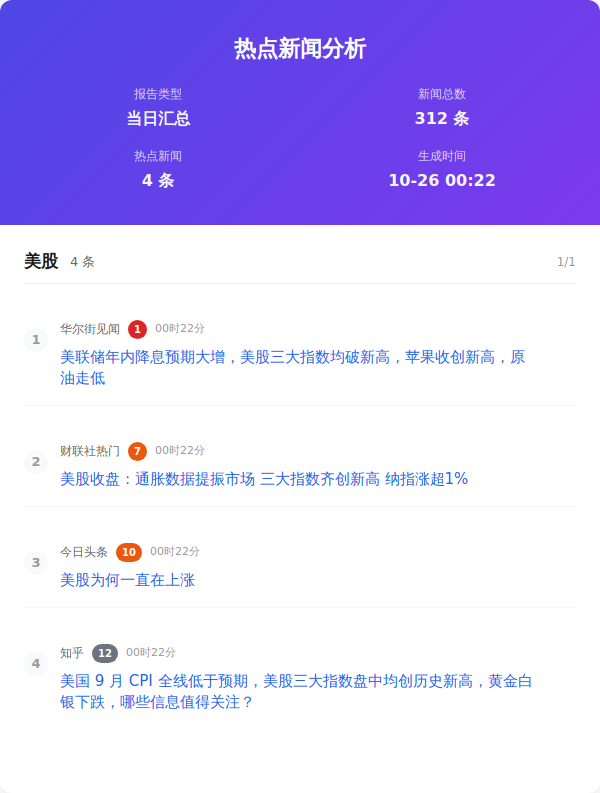 热点新闻分析
报告类型
当日汇总
新闻总数
312 条
热点新闻
4 条
生成时间
10-26 00:22
美股 4 条 1/1
1 华尔街见闻 1 00时22分
美联储年内降息预期大增，美股三大指数均破新高，苹果收创新高，原
油走低
2 财联社热门 7 00时22分
美股收盘：通胀数据提振市场 三大指数齐创新高 纳指涨超1%
3 今日头条 10 00时22分
美股为何一直在上涨
4 知乎 12 00时22分
美国 9 月 CPI 全线低于预期，美股三大指数盘中均创历史新高，黄金白
银下跌，哪些信息值得关注？